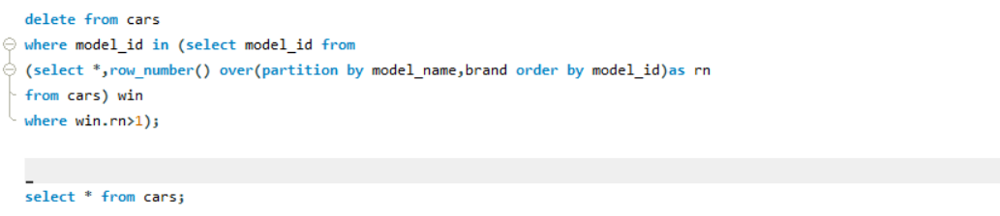 delete from cars
where model_id in (select model_id from
(select *,row_number() over(partition by model_name,brand order by model_id)as rn
from cars) win
where win.rn>1);
select * from cars;